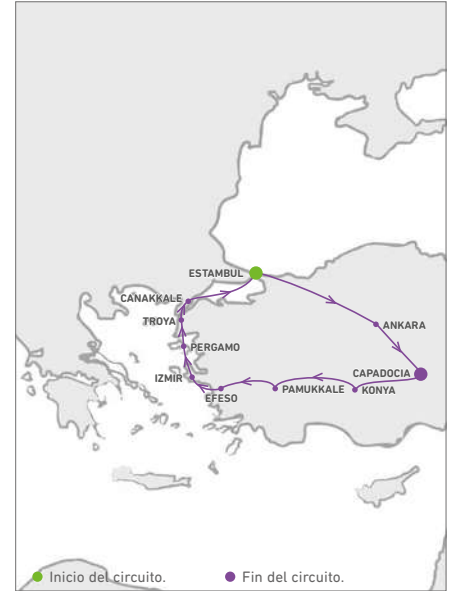 ESTAMBUL
CANAKKALE
TROYA
ANKARA
PERGAMO
CAPADOCIA
IZMIR
EFESO
PAMUKKALE
KONYA
Inicio del circuito.
Fin del circuito.